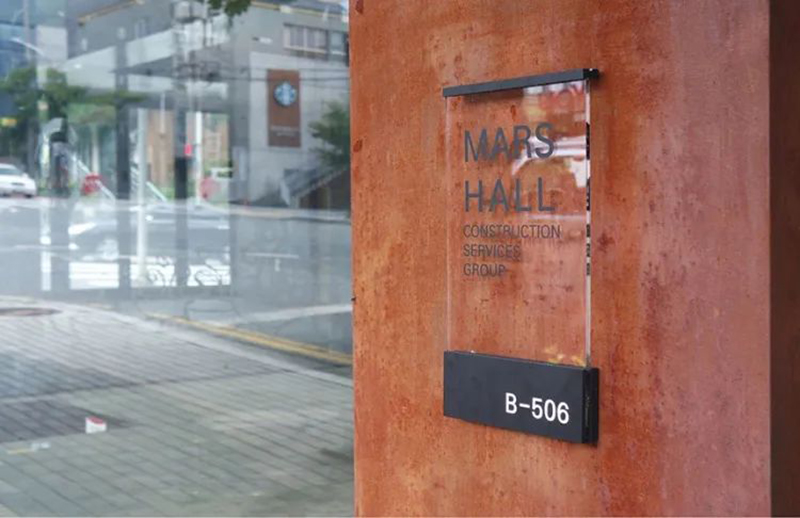 MARS
HALL
CONSTRUCTION
SERVICES
GROUP
B-506